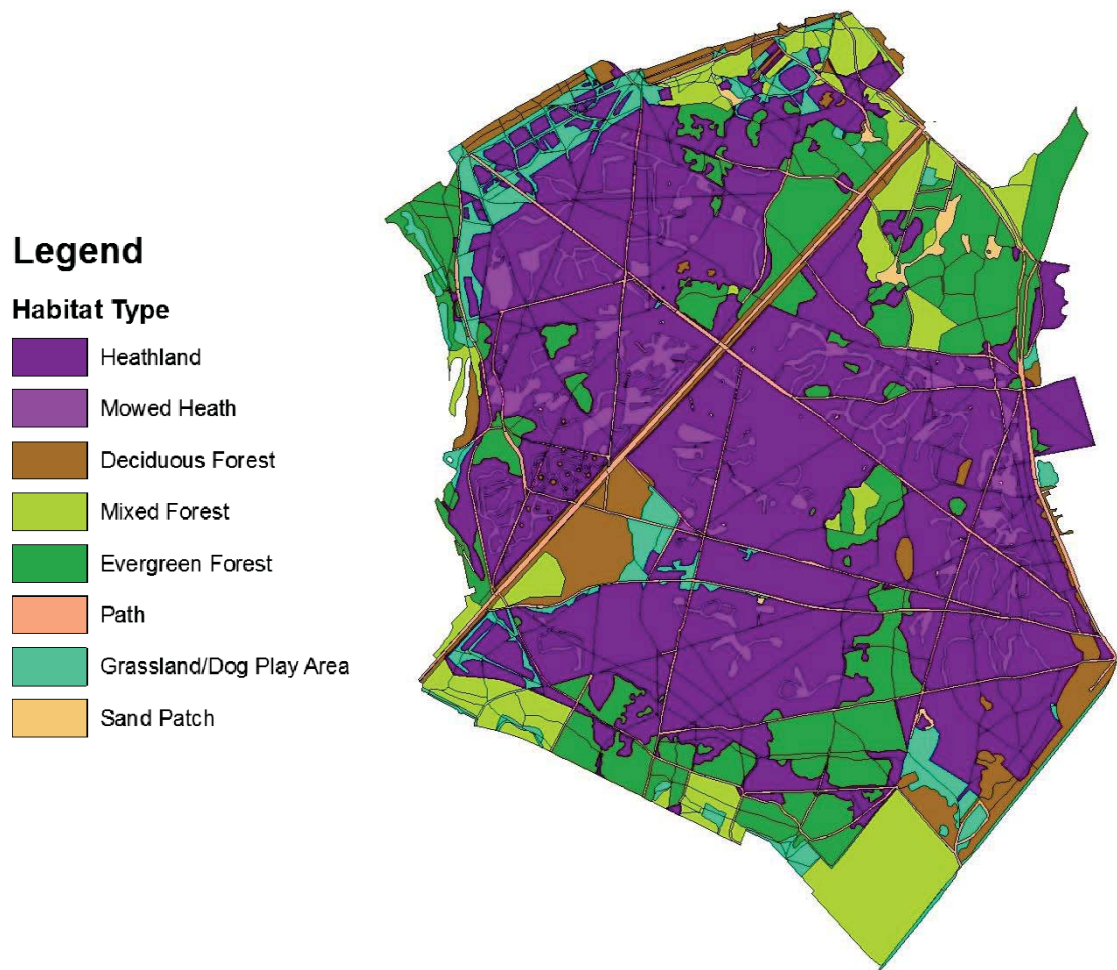 Legend
Habitat Type
Heathland
Mowed Heath
Deciduous Forest
Mixed Forest
Evergreen Forest
Path
Grassland/Dog Play Area
Sand Patch